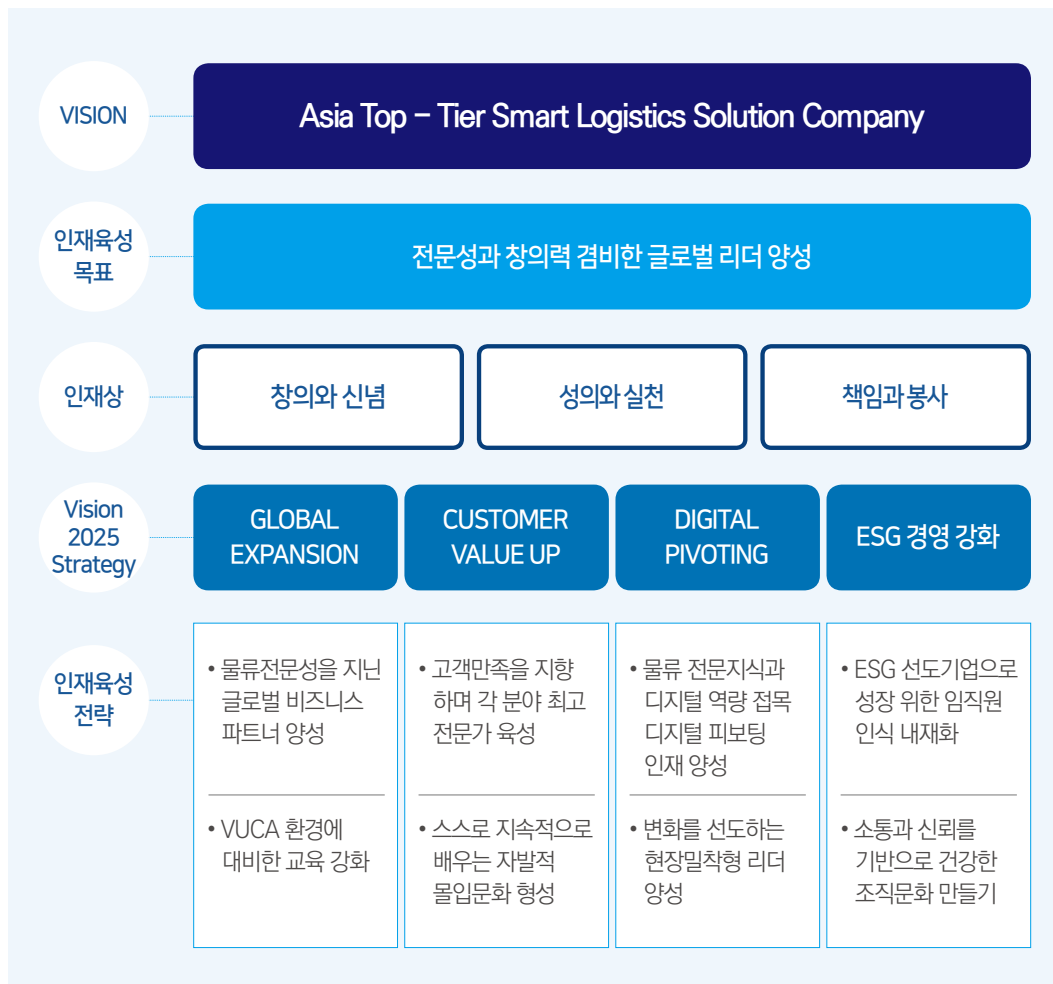 VISION
Asia Top – Tier Smart Logistics Solution Company
인재육성
목표
전문성과 창의력 겸비한 글로벌 리더 양성
인재상
창의와 신념
성의와 실천
책임과 봉사
Vision
2025
Strategy
GLOBAL
EXPANSION
CUSTOMER
VALUE UP
DIGITAL
PIVOTING
ESG 경영 강화
인재육성
전략
• 물류전문성을 지닌
글로벌 비즈니스
파트너 양성
• VUCA 환경에
대비한 교육 강화
• 고객만족을 지향
하며 각 분야 최고
전문가 육성
• 스스로 지속적으로
배우는 자발적
몰입문화 형성
• 물류 전문지식과
디지털 역량 접목
디지털 피보팅
인재 양성
• 변화를 선도하는
현장밀착형 리더
양성
• ESG 선도기업으로
성장 위한 임직원
인식 내재화
• 소통과 신뢰를
기반으로 건강한
조직문화 만들기